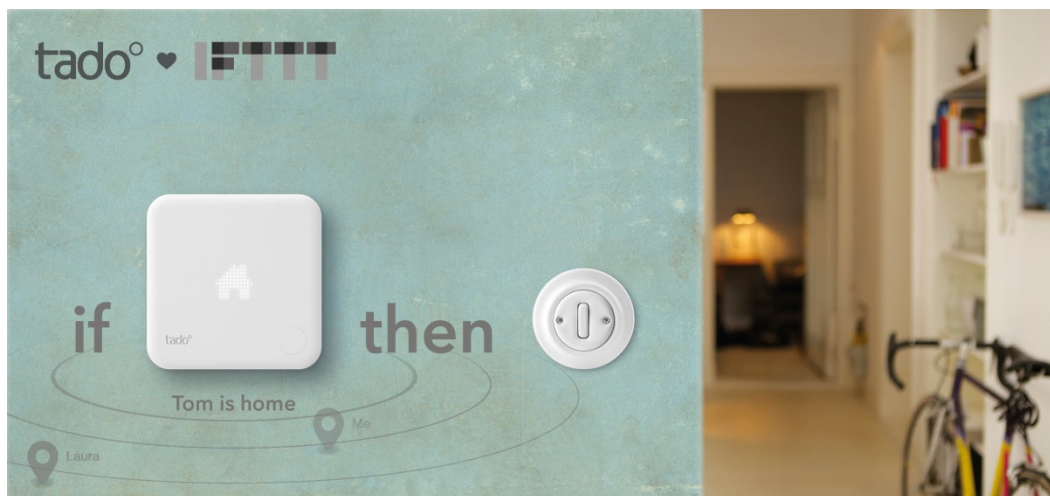 tado° ♥ IFTTT
if
tado°
then
Tom is home
Me
Laura